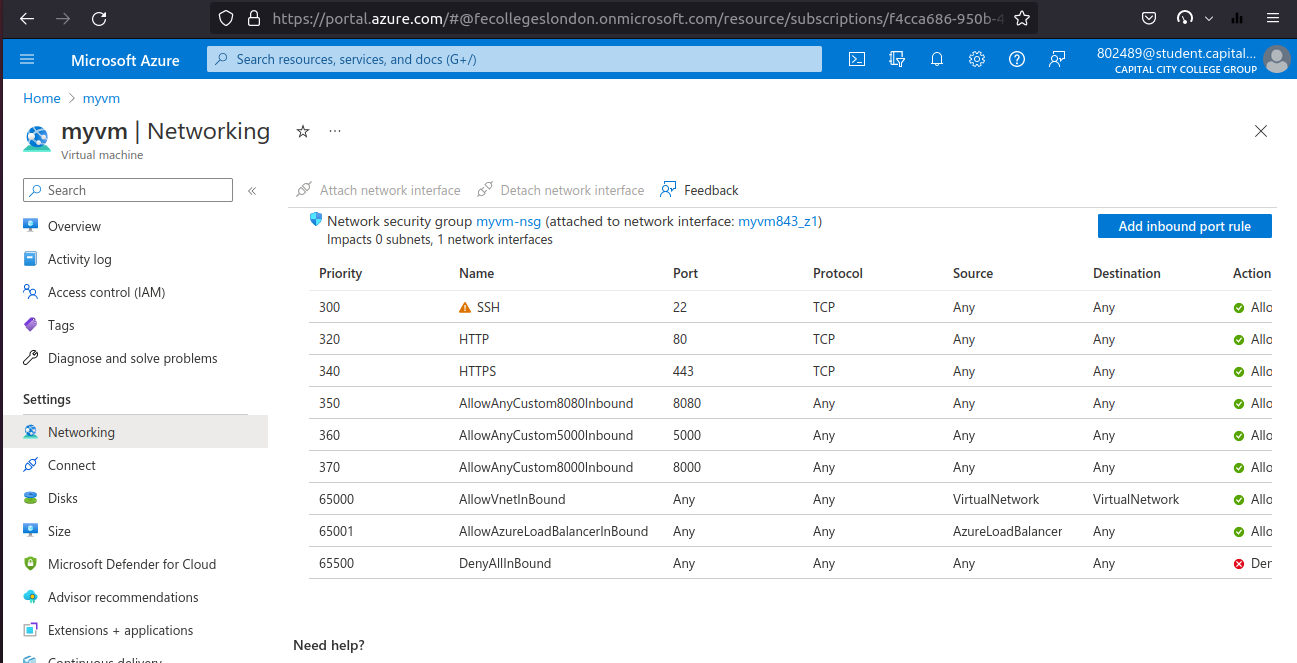 https://portal.azure.com/#@fecollegeslondon.onmicrosoft.com/resource/subscriptions/f4cca686-950b-4
Microsoft Azure
Search resources, services, and docs (G+/)
802489@student.capital...
CAPITAL CITY COLLEGE GROUP
Home > myvm
myvm | Networking
Virtual machine
Search
«
Attach network interface
Detach network interface
Feedback
Overview
Activity log
Access control (IAM)
Tags
Diagnose and solve problems
Settings
Networking
Connect
Disks
Size
Microsoft Defender for Cloud
Advisor recommendations
Extensions + applications
Continuous delivery
Network security group myvm-nsg (attached to network interface: myvm843_z1)
Impacts 0 subnets, 1 network interfaces
Add inbound port rule
Priority Name Port Protocol Source Destination Action
300 SSH 22 TCP Any Any Allo
320 HTTP 80 TCP Any Any Allo
340 HTTPS 443 TCP Any Any Allo
350 AllowAnyCustom8080Inbound 8080 Any Any Any Allo
360 AllowAnyCustom5000Inbound 5000 Any Any Any Allo
370 AllowAnyCustom8000Inbound 8000 Any Any Any Allo
65000 AllowVnetInBound Any Any VirtualNetwork VirtualNetwork Allo
65001 AllowAzureLoadBalancerInBound Any Any AzureLoadBalancer Any Allo
65500 DenyAllInBound Any Any Any Any Der
Need help?